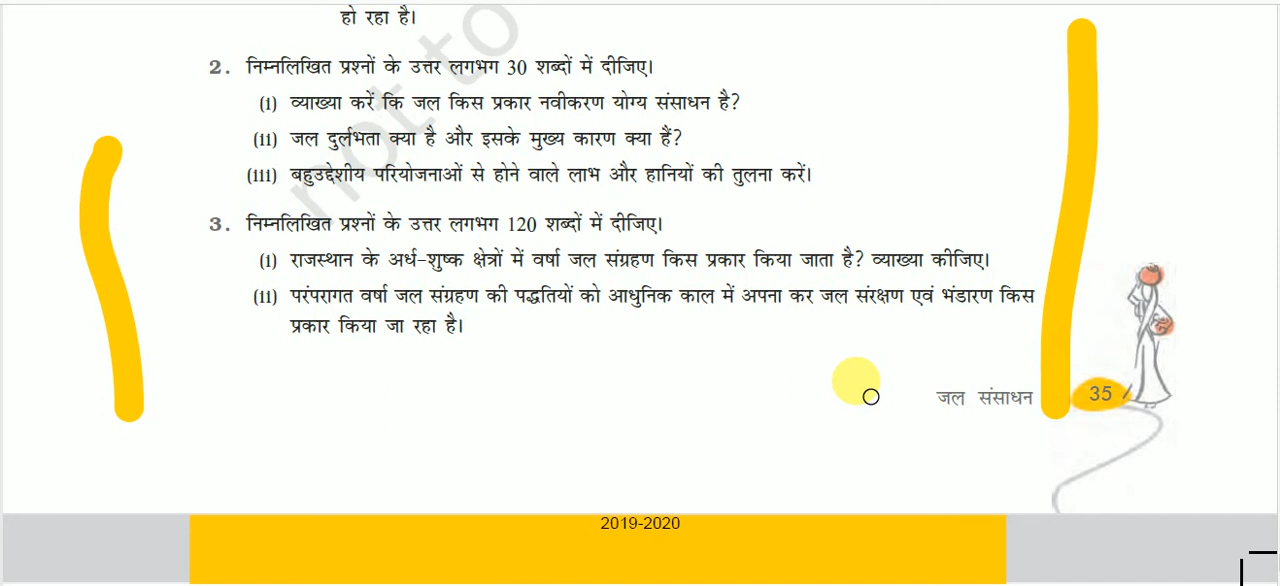 हो रहा है।
2. निम्नलिखित प्रश्नों के उत्तर लगभग 30 शब्दों में दीजिए।
(i) व्याख्या करें कि जल किस प्रकार नवीकरण योग्य संसाधन है?
(ii) जल दुर्लभता क्या है और इसके मुख्य कारण क्या हैं?
(iii) बहुउद्देशीय परियोजनाओं से होने वाले लाभ और हानियों की तुलना करें।
3. निम्नलिखित प्रश्नों के उत्तर लगभग 120 शब्दों में दीजिए।
(i) राजस्थान के अर्ध-शुष्क क्षेत्रों में वर्षा जल संग्रहण किस प्रकार किया जाता है? व्याख्या कीजिए।
(ii) परंपरागत वर्षा जल संग्रहण की पद्धतियों को आधुनिक काल में अपना कर जल संरक्षण एवं भंडारण किस
प्रकार किया जा रहा है।
not to
जल संसाधन 35
2019-2020